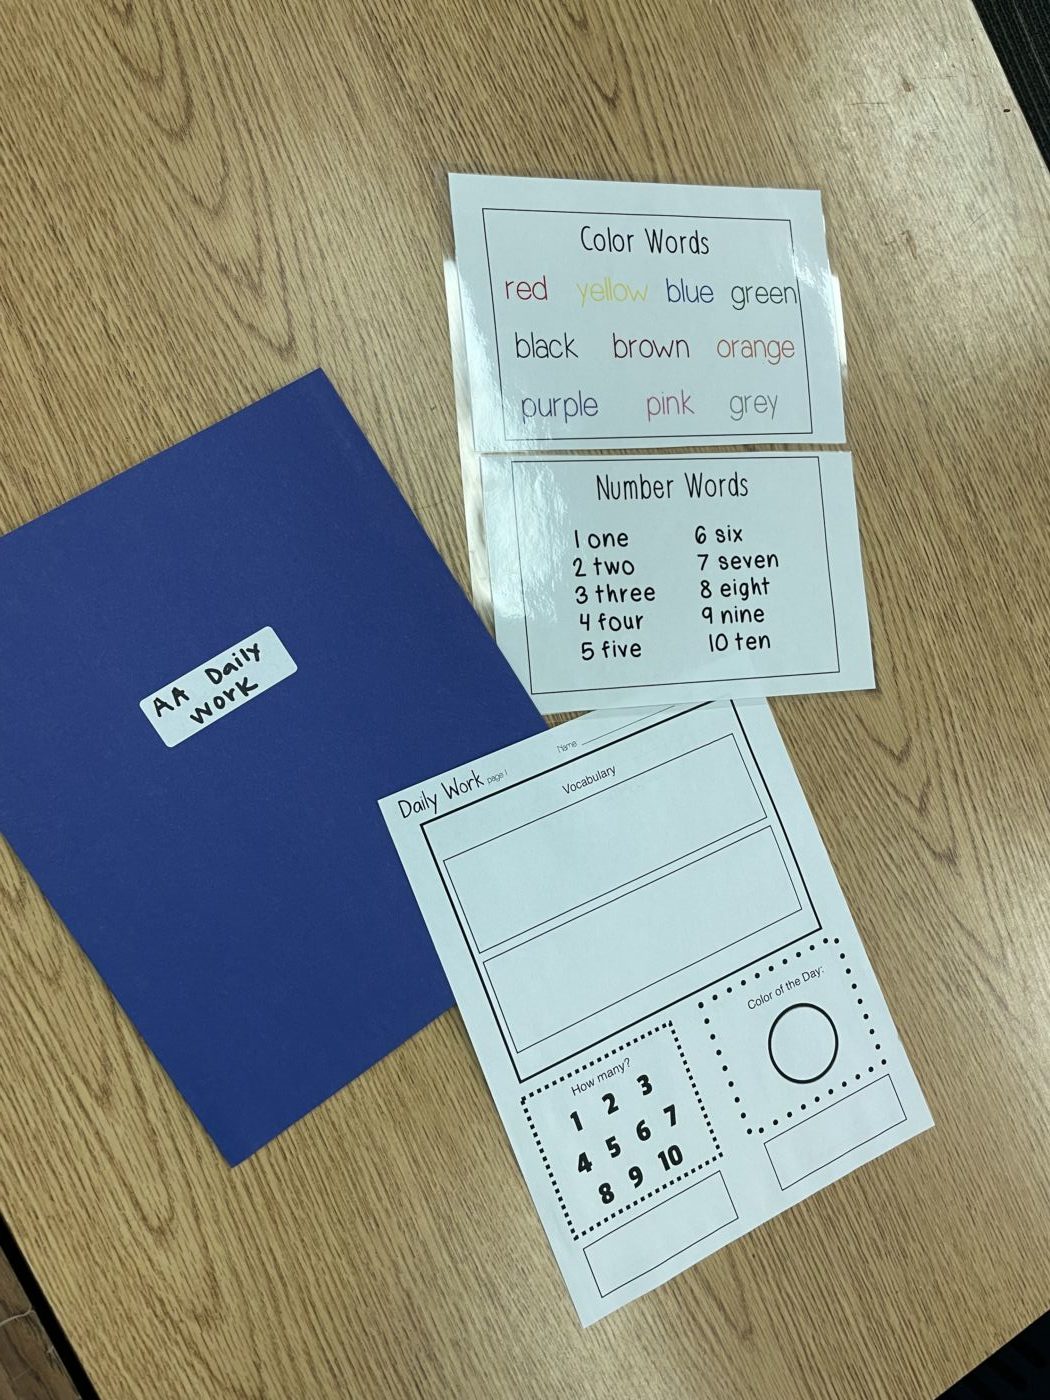 Color Words
red yellow blue green
black brown orange
purple pink grey
Number Words
1 one 6 six
2 two 7 seven
3 three 8 eight
4 four 9 nine
5 five 10 ten
AA Daily
Work
Daily Work page 1 Name
Vocabulary
How many?
1 2 3
4 5 6 7
8 9 10
Color of the Day: